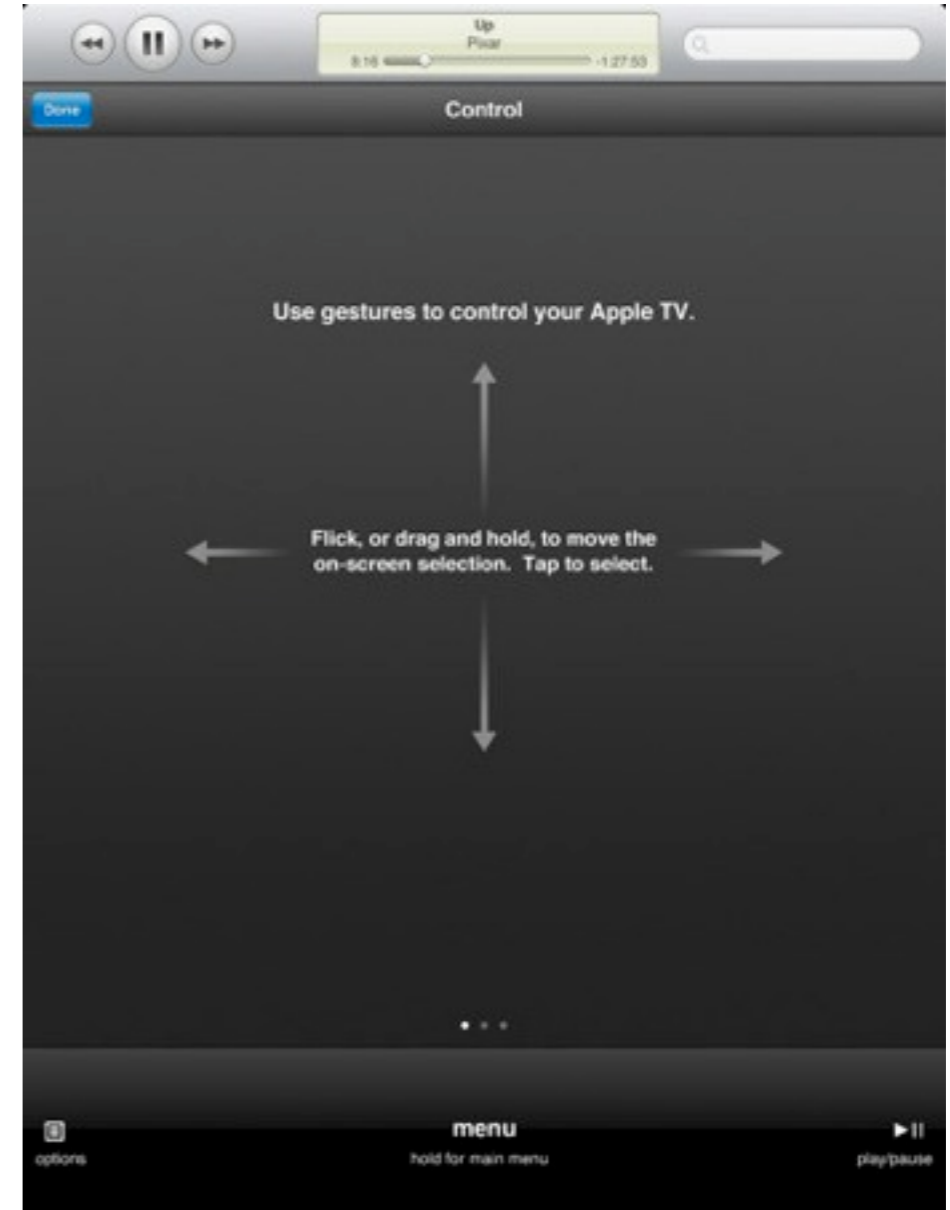 Up
Pixar
8:16 -1:27:53
Done
Control
Use gestures to control your Apple TV.
Flick, or drag and hold, to move the
on-screen selection. Tap to select.
menu
options
hold for main menu
play/pause